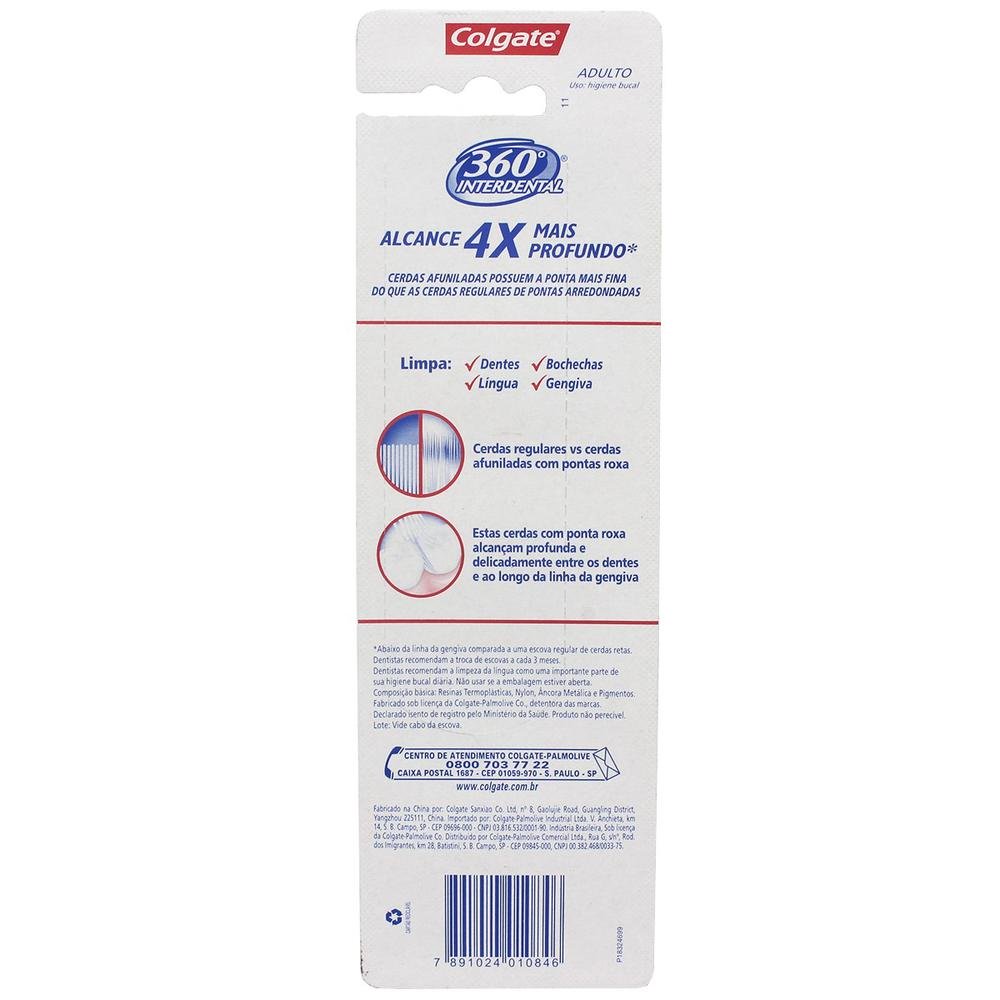 Colgate®
ADULTO
Uso: higiene bucal
11
360° ®
INTERDENTAL
ALCANCE 4X MAIS PROFUNDO*
CERDAS AFUNILADAS POSSUEM A PONTA MAIS FINA
DO QUE AS CERDAS REGULARES DE PONTAS ARREDONDADAS
Limpa: ✓Dentes ✓Bochechas
✓Língua ✓Gengiva
Cerdas regulares vs cerdas
afuniladas com pontas roxa
Estas cerdas com ponta roxa
alcançam profunda e
delicadamente entre os dentes
e ao longo da linha da gengiva
*Abaixo da linha da gengiva comparada a uma escova regular de cerdas retas.
Dentistas recomendam a troca de escovas a cada 3 meses.
Dentistas recomendam a limpeza da língua como uma importante parte de
sua higiene bucal diária. Não usar se a embalagem estiver aberta.
Composição básica: Resinas Termoplásticas, Nylon, Âncora Metálica e Pigmentos.
Fabricado sob licença da Colgate-Palmolive Co., detentora das marcas.
Declarado isento de registro pelo Ministério da Saúde. Produto não perecível.
Lote: Vide cabo da escova.
CENTRO DE ATENDIMENTO COLGATE-PALMOLIVE
0800 703 77 22
CAIXA POSTAL 1687 - CEP 01059-970 - S. PAULO - SP
www.colgate.com.br
Fabricado na China por: Colgate Sanxiao Co. Ltd, nº 8, Gaolujie Road, Guangling District,
Yangzhou 225111, China. Importado por: Colgate-Palmolive Industrial Ltda. V. Anchieta, km
14, S. B. Campo, SP - CEP 09696-000 - CNPJ 03.816.532/0001-90. Indústria Brasileira, Sob licença
da Colgate-Palmolive Co. Distribuído por Colgate-Palmolive Comercial Ltda., Rua G, s/nº, Rod.
dos Imigrantes, km 28, Batistini, S. B. Campo, SP - CEP 09845-000, CNPJ 00.382.468/0033-75.
CARTÃO RECICLÁVEL
7 891024 010846
P18324699